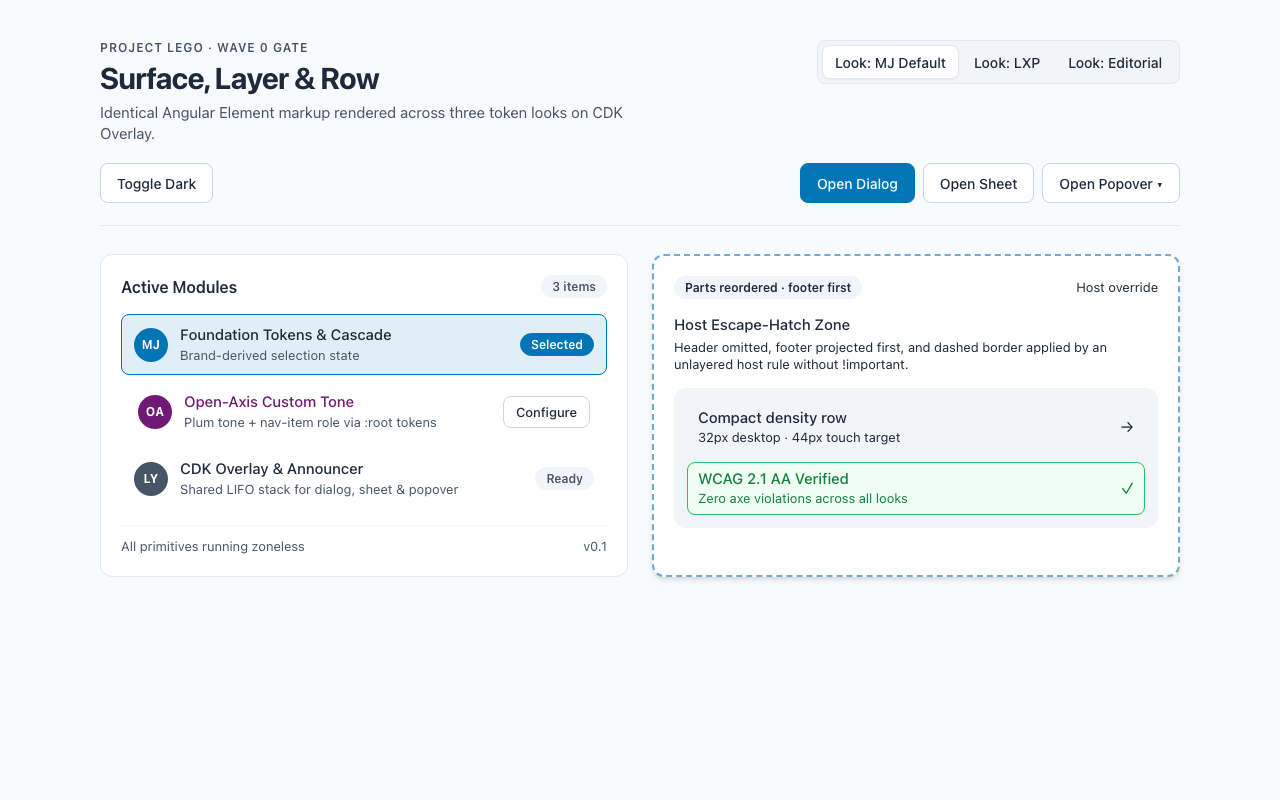 PROJECT LEGO · WAVE 0 GATE
Surface, Layer & Row
Identical Angular Element markup rendered across three token looks on CDK
Overlay.
Look: MJ Default
Look: LXP
Look: Editorial
Toggle Dark
Open Dialog
Open Sheet
Open Popover ▾
Active Modules
3 items
MJ
Foundation Tokens & Cascade
Brand-derived selection state
Selected
OA
Open-Axis Custom Tone
Plum tone + nav-item role via :root tokens
Configure
LY
CDK Overlay & Announcer
Shared LIFO stack for dialog, sheet & popover
Ready
All primitives running zoneless
v0.1
Parts reordered · footer first
Host override
Host Escape-Hatch Zone
Header omitted, footer projected first, and dashed border applied by an
unlayered host rule without !important.
Compact density row
32px desktop · 44px touch target
→
WCAG 2.1 AA Verified
Zero axe violations across all looks
✓